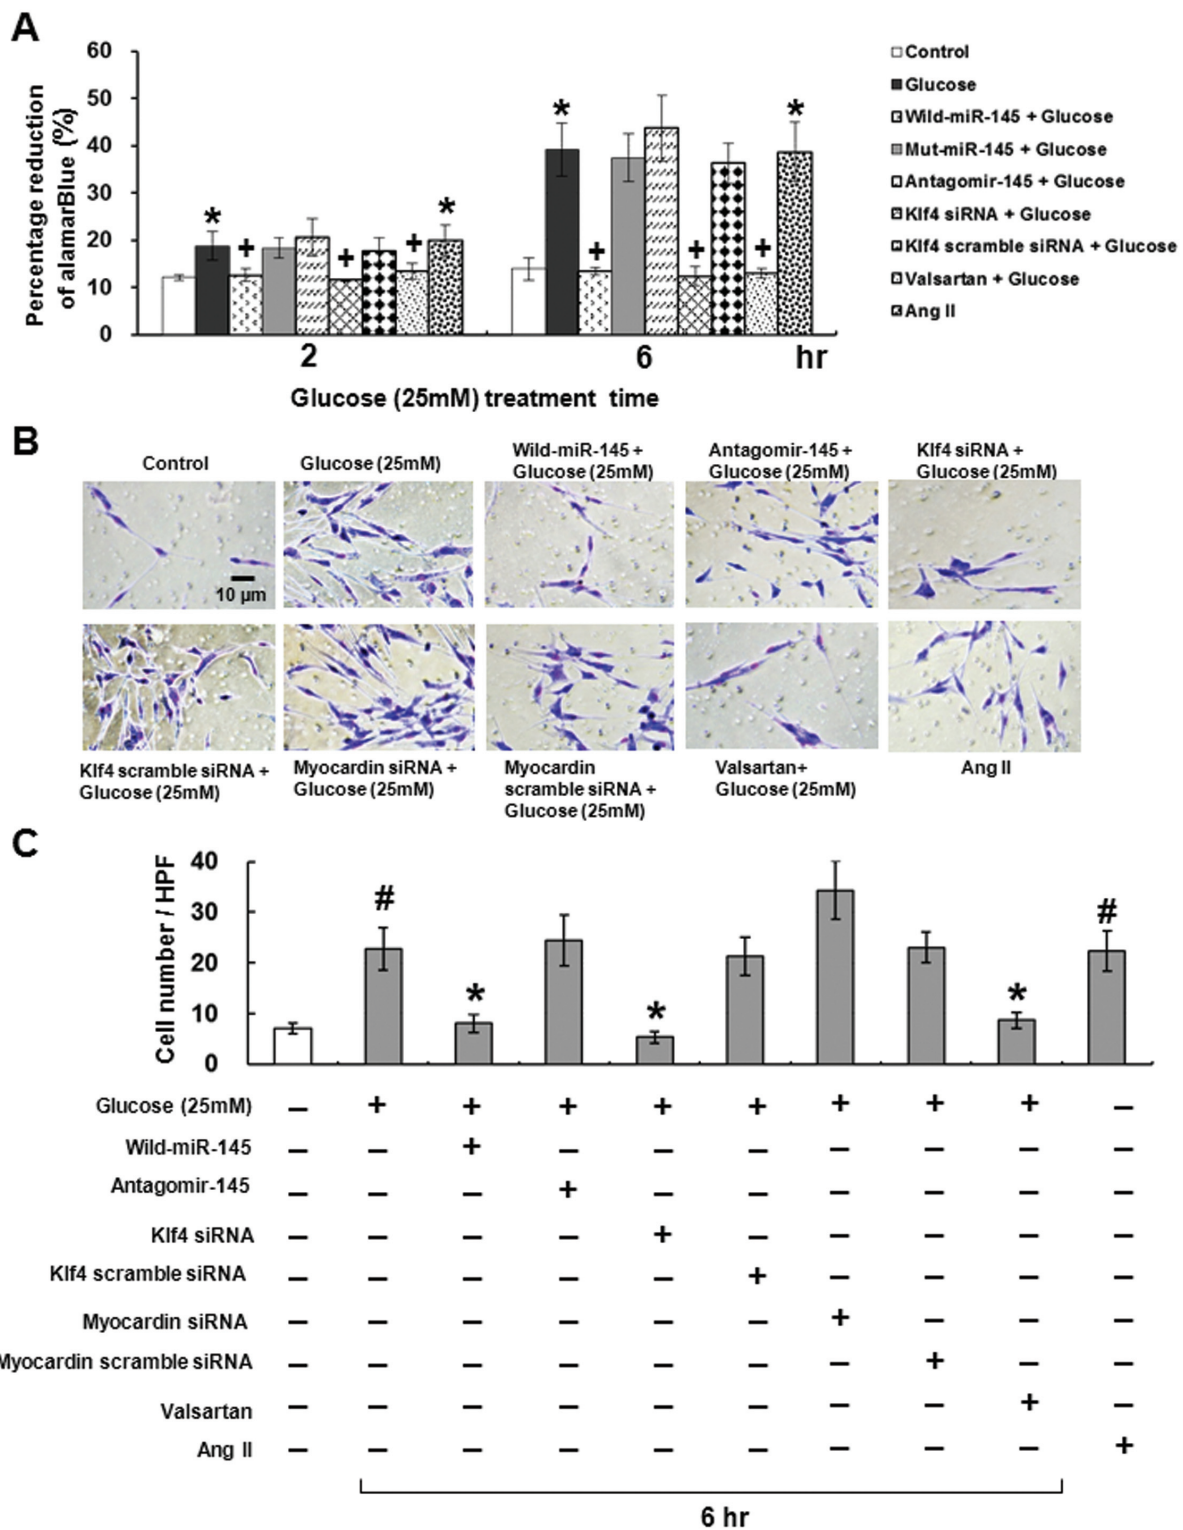 A
60
50
40
30
20
10
0
Percentage reduction
of alamarBlue (%)
* + + + *
* + + + *
2 6 hr
Glucose (25mM) treatment time
Control
Glucose
Wild-miR-145 + Glucose
Mut-miR-145 + Glucose
Antagomir-145 + Glucose
Klf4 siRNA + Glucose
Klf4 scramble siRNA + Glucose
Valsartan + Glucose
Ang II
B
Control
Glucose (25mM)
Wild-miR-145 +
Glucose (25mM)
Antagomir-145 +
Glucose (25mM)
Klf4 siRNA +
Glucose (25mM)
10 µm
Klf4 scramble siRNA +
Glucose (25mM)
Myocardin siRNA +
Glucose (25mM)
Myocardin
scramble siRNA +
Glucose (25mM)
Valsartan+
Glucose (25mM)
Ang II
C
Cell number / HPF
40
30
20
10
0
# * * * #
Glucose (25mM) – + + + + + + + + –
Wild-miR-145 – – + – – – – – – –
Antagomir-145 – – – + – – – – – –
Klf4 siRNA – – – – + – – – – –
Klf4 scramble siRNA – – – – – + – – – –
Myocardin siRNA – – – – – – + – – –
Myocardin scramble siRNA – – – – – – – + – –
Valsartan – – – – – – – – + –
Ang II – – – – – – – – – +
6 hr